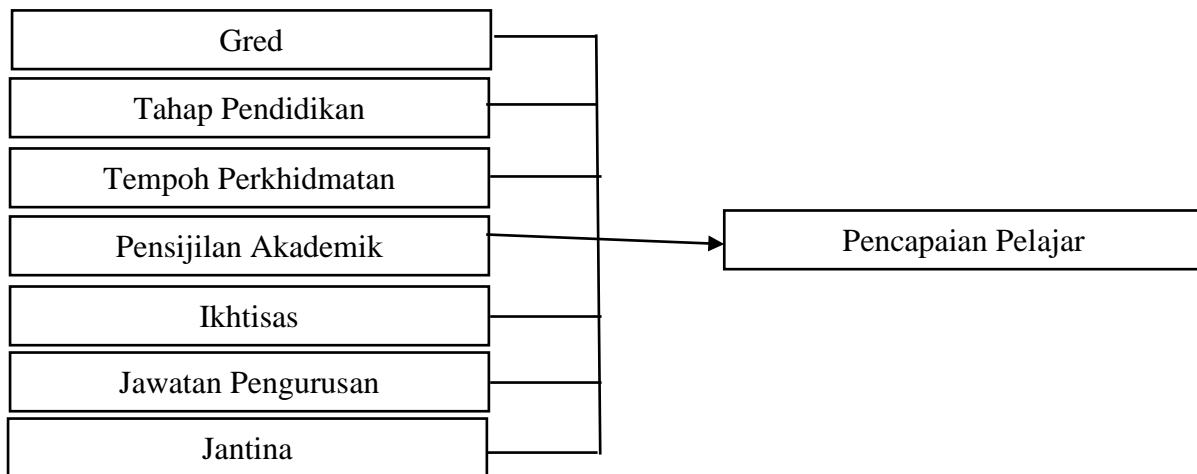 Gred
Tahap Pendidikan
Tempoh Perkhidmatan
Pensijilan Akademik
Pencapaian Pelajar
Ikhtisas
Jawatan Pengurusan
Jantina